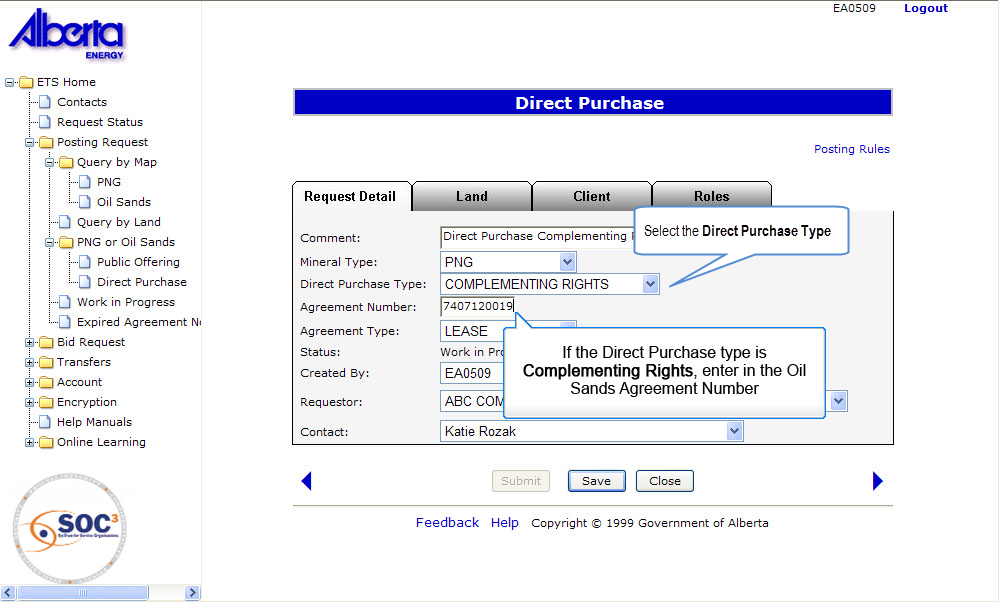 EA0509 Logout
Alberta
ENERGY
ETS Home
Contacts
Request Status
Posting Request
Query by Map
PNG
Oil Sands
Query by Land
PNG or Oil Sands
Public Offering
Direct Purchase
Work in Progress
Expired Agreement No
Bid Request
Transfers
Account
Encryption
Help Manuals
Online Learning
SOC3
SysTrust for Service Organizations
Direct Purchase
Posting Rules
Request Detail Land Client Roles
Select the Direct Purchase Type
Comment: Direct Purchase Complementing
Mineral Type: PNG
Direct Purchase Type: COMPLEMENTING RIGHTS
Agreement Number: 7407120019
Agreement Type: LEASE
Status: Work in Pro
Created By: EA0509
Requestor: ABC COM
Contact: Katie Rozak
If the Direct Purchase type is
Complementing Rights, enter in the Oil
Sands Agreement Number
Submit Save Close
Feedback Help Copyright © 1999 Government of Alberta